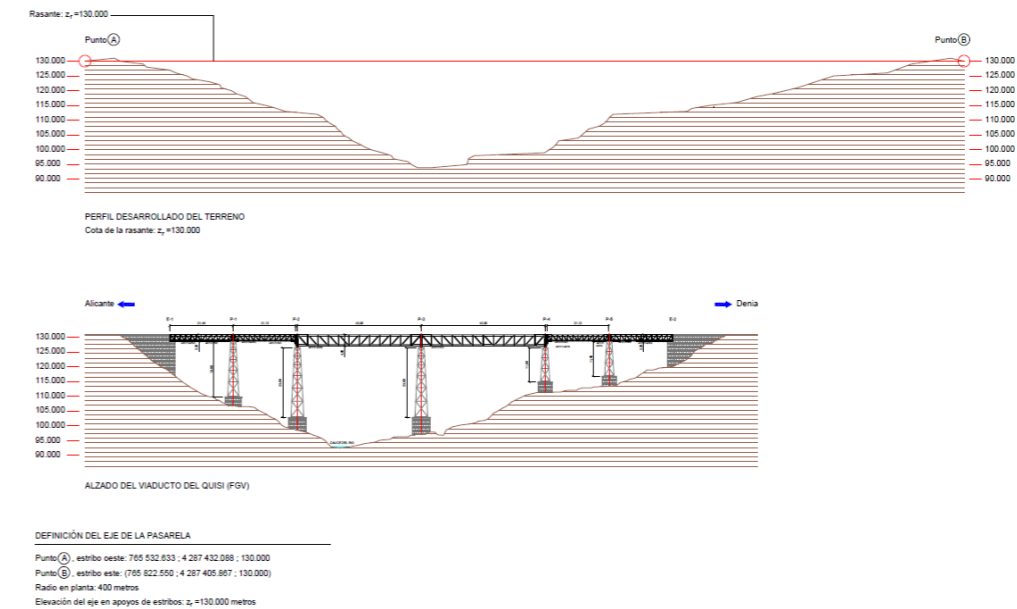 Rasante: zr =130.000
Punto A
Punto B
130.000 130.000
125.000 125.000
120.000 120.000
115.000 115.000
110.000 110.000
105.000 105.000
100.000 100.000
95.000 95.000
90.000 90.000
PERFIL DESARROLLADO DEL TERRENO
Cota de la rasante: zr =130.000
Alicante
Denia
E-1 P-1 P-2 P-3 P-4 P-5 E-2
130.000
125.000
120.000
115.000
110.000
105.000
100.000
95.000
90.000
ALZADO DEL VIADUCTO DEL QUISI (FGV)
DEFINICIÓN DEL EJE DE LA PASARELA
Punto A , estribo oeste: 765 532.633 ; 4 287 432.088 ; 130.000
Punto B , estribo este: (765 822.550 ; 4 287 405.867 ; 130.000)
Radio en planta: 400 metros
Elevación del eje en apoyos de estribos: zr =130.000 metros